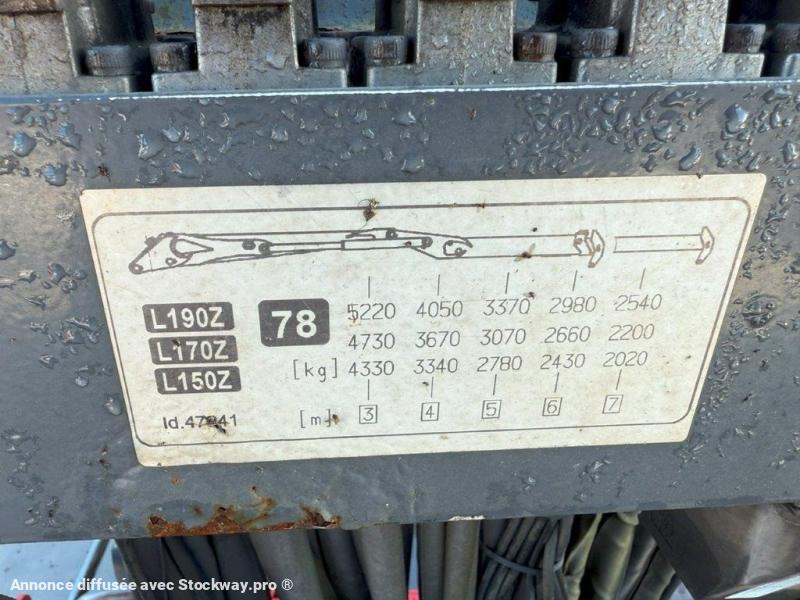 L190Z 78 5220 4050 3370 2980 2540
L170Z 4730 3670 3070 2660 2200
L150Z [kg] 4330 3340 2780 2430 2020
[m] 3 4 5 6 7
Annonce diffusée avec Stockway.pro ®